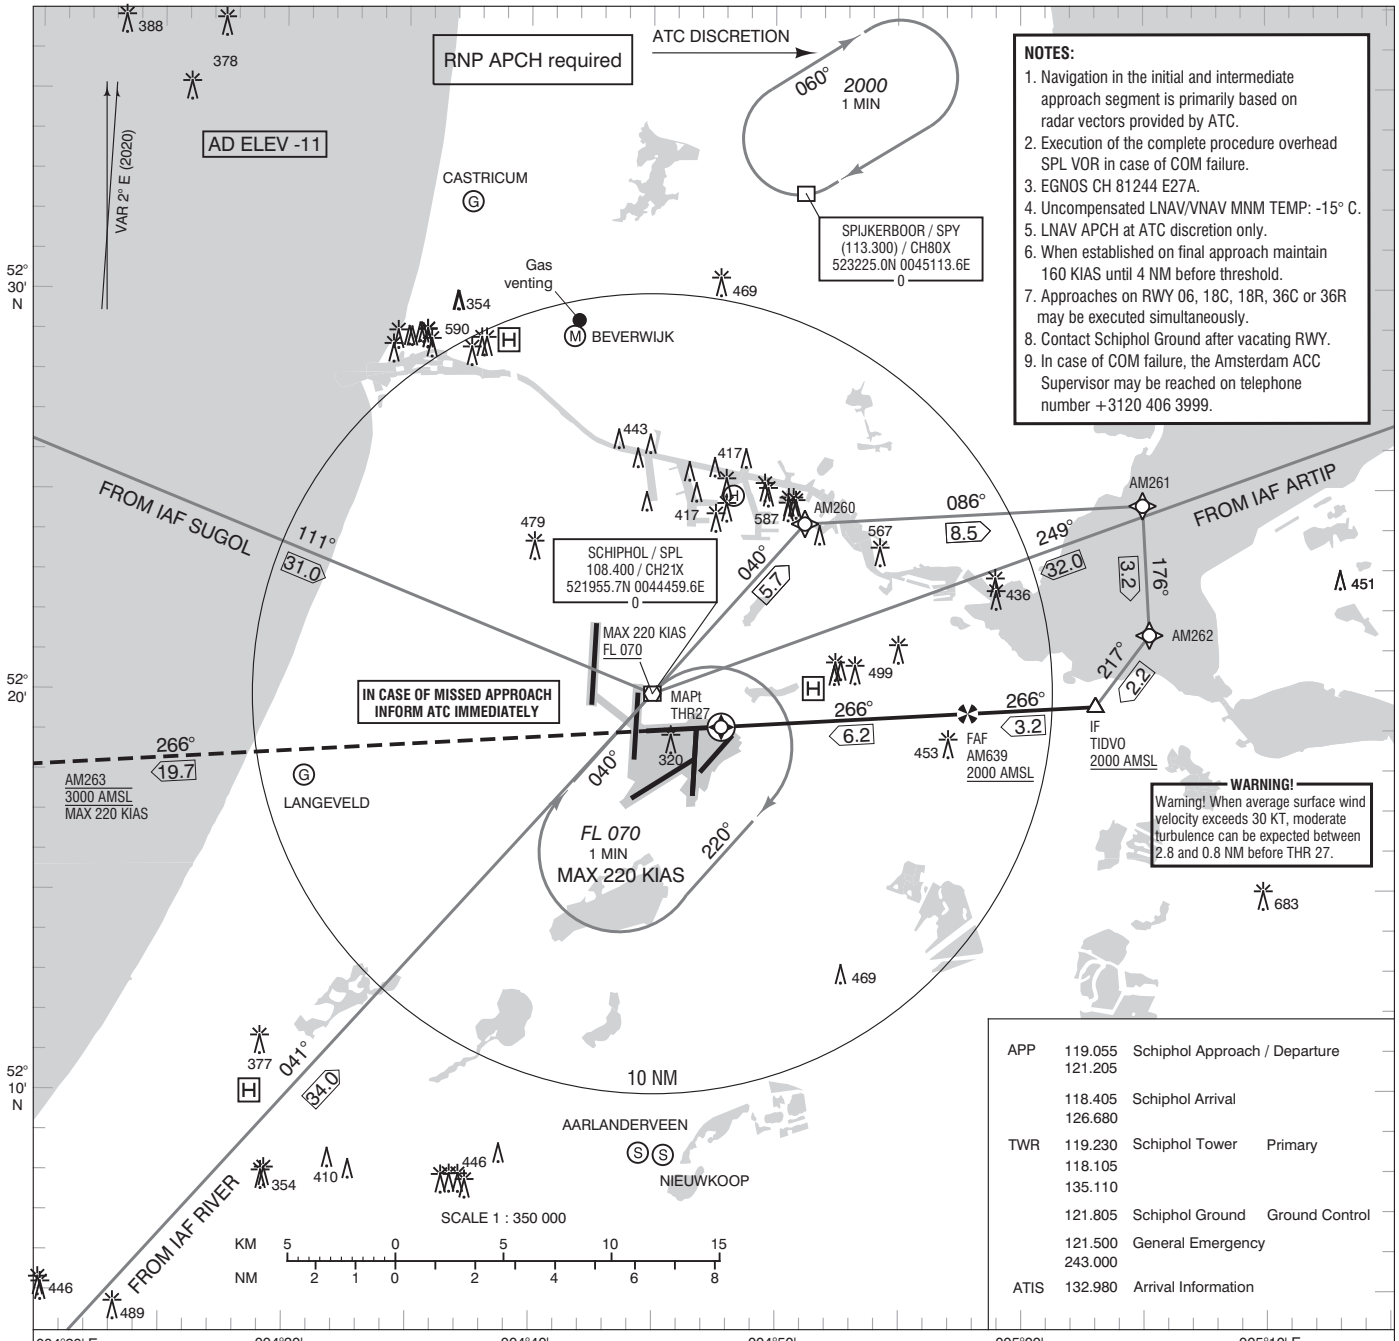 388
378
RNP APCH required
ATC DISCRETION
060°
2000
1 MIN
NOTES:
1. Navigation in the initial and intermediate
approach segment is primarily based on
radar vectors provided by ATC.
2. Execution of the complete procedure overhead
SPL VOR in case of COM failure.
3. EGNOS CH 81244 E27A.
4. Uncompensated LNAV/VNAV MNM TEMP: -15° C.
5. LNAV APCH at ATC discretion only.
6. When established on final approach maintain
160 KIAS until 4 NM before threshold.
7. Approaches on RWY 06, 18C, 18R, 36C or 36R
may be executed simultaneously.
8. Contact Schiphol Ground after vacating RWY.
9. In case of COM failure, the Amsterdam ACC
Supervisor may be reached on telephone
number +3120 406 3999.
AD ELEV -11
VAR 2° E (2020)
CASTRICUM
G
SPIJKERBOOR / SPY
(113.300) / CH80X
523225.0N 0045113.6E
0
52°
30'
N
Gas
venting
354
469
590
H
M
BEVERWIJK
443
417
H
417
587
AM260
086°
8.5
AM261
FROM IAF ARTIP
249°
32.0
FROM IAF SUGOL
111°
31.0
479
567
SCHIPHOL / SPL
108.400 / CH21X
521955.7N 0044459.6E
0
040°
5.7
436
176°
3.2
451
AM262
217°
2.2
MAX 220 KIAS
FL 070
499
H
52°
20'
N
IN CASE OF MISSED APPROACH
INFORM ATC IMMEDIATELY
MAPt
THR27
266°
6.2
266°
3.2
IF
TIDVO
2000 AMSL
FAF
AM639
2000 AMSL
453
320
266°
19.7
AM263
3000 AMSL
MAX 220 KIAS
G
LANGEVELD
040°
FL 070
1 MIN
MAX 220 KIAS
220°
WARNING!
Warning! When average surface wind
velocity exceeds 30 KT, moderate
turbulence can be expected between
2.8 and 0.8 NM before THR 27.
683
469
377
H
52°
10'
N
041°
34.0
10 NM
AARLANDERVEEN
S
S
NIEUWKOOP
354
410
446
FROM IAF RIVER
446
489
SCALE 1 : 350 000
KM 5 0 5 10 15
NM 2 1 0 2 4 6 8
APP 119.055 Schiphol Approach / Departure
121.205
118.405 Schiphol Arrival
126.680
TWR 119.230 Schiphol Tower Primary
118.105
135.110
121.805 Schiphol Ground Ground Control
121.500 General Emergency
243.000
ATIS 132.980 Arrival Information